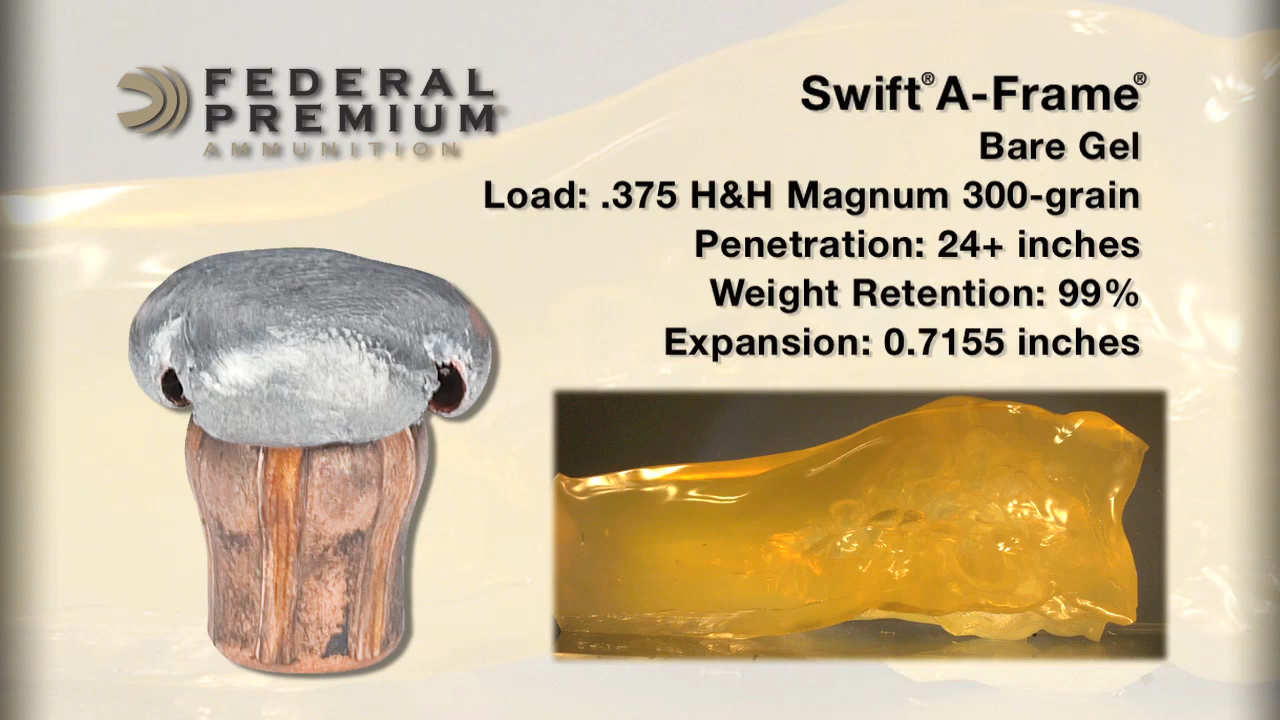 FEDERAL
PREMIUM
AMMUNITION
Swift® A-Frame®
Bare Gel
Load: .375 H&H Magnum 300-grain
Penetration: 24+ inches
Weight Retention: 99%
Expansion: 0.7155 inches